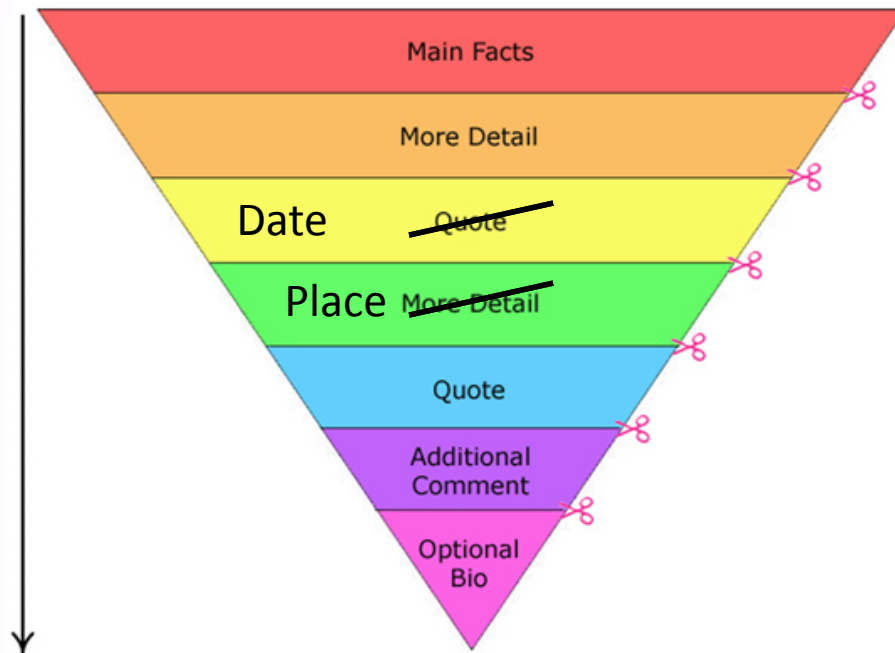 Main Facts
More Detail
Date Quote
Place More Detail
Quote
Additional
Comment
Optional
Bio